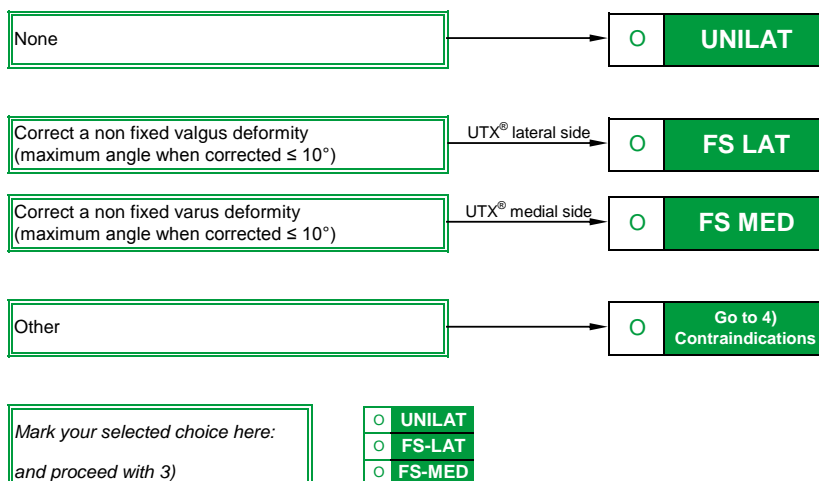 None
O UNILAT
Correct a non fixed valgus deformity
(maximum angle when corrected ≤ 10°)
UTX® lateral side
O FS LAT
Correct a non fixed varus deformity
(maximum angle when corrected ≤ 10°)
UTX® medial side
O FS MED
Other
O Go to 4)
Contraindications
Mark your selected choice here:
and proceed with 3)
O UNILAT
O FS-LAT
O FS-MED